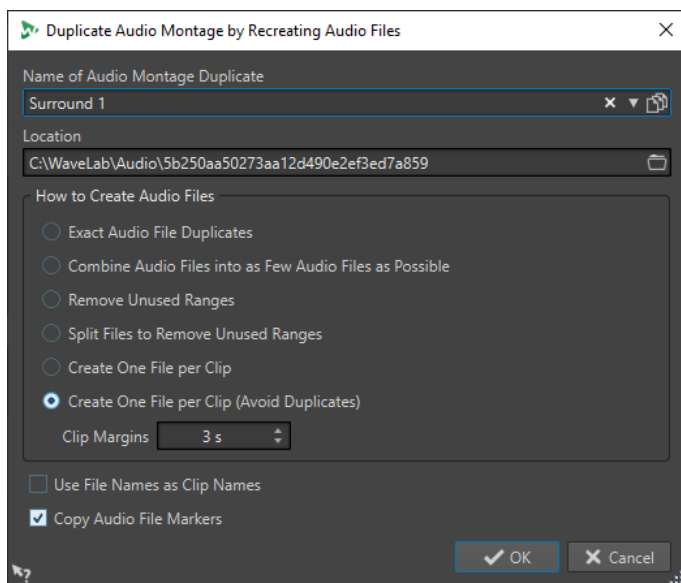 Duplicate Audio Montage by Recreating Audio Files
Name of Audio Montage Duplicate
Surround 1
Location
C:\WaveLab\Audio\5b250aa50273aa12d490e2ef3ed7a859
How to Create Audio Files
Exact Audio File Duplicates
Combine Audio Files into as Few Audio Files as Possible
Remove Unused Ranges
Split Files to Remove Unused Ranges
Create One File per Clip
Create One File per Clip (Avoid Duplicates)
Clip Margins 3 s
Use File Names as Clip Names
Copy Audio File Markers
OK Cancel